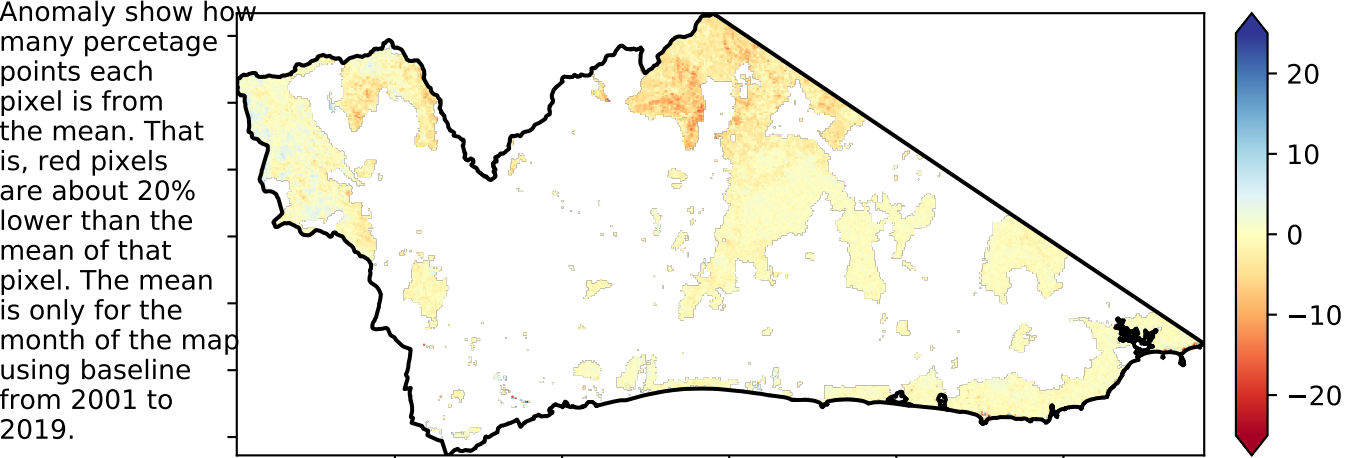 Anomaly show how
many percetage
points each
pixel is from
the mean. That
is, red pixels
are about 20%
lower than the
mean of that
pixel. The mean
is only for the
month of the map
using baseline
from 2001 to
2019.
20
10
0
−10
−20